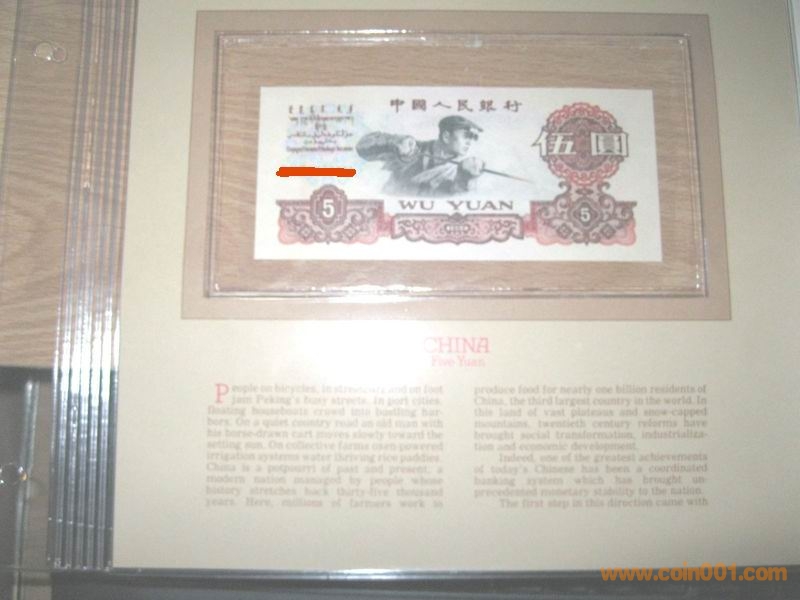 中國人民銀行
伍圓
5
WU YUAN
5
CHINA
Five Yuan
People on bicycles, in streetcars and on foot
jam Peking's busy streets. In port cities,
floating houseboats crowd into bustling har-
bors. On a quiet country road an old man with
his horse-drawn cart moves slowly toward the
setting sun. On collective farms oxen powered
irrigation systems water thriving rice paddies.
China is a potpourri of past and present, a
modern nation managed by people whose
history stretches back thirty-five thousand
years. Here, millions of farmers work to
produce food for nearly one billion residents of
China, the third largest country in the world. In
this land of vast plateaus and snow-capped
mountains, twentieth century reforms have
brought social transformation, industrializa-
tion and economic development.
Indeed, one of the greatest achievements
of today's Chinese has been a coordinated
banking system which has brought un-
precedented monetary stability to the nation.
The first step in this direction came with
www.coin001.com